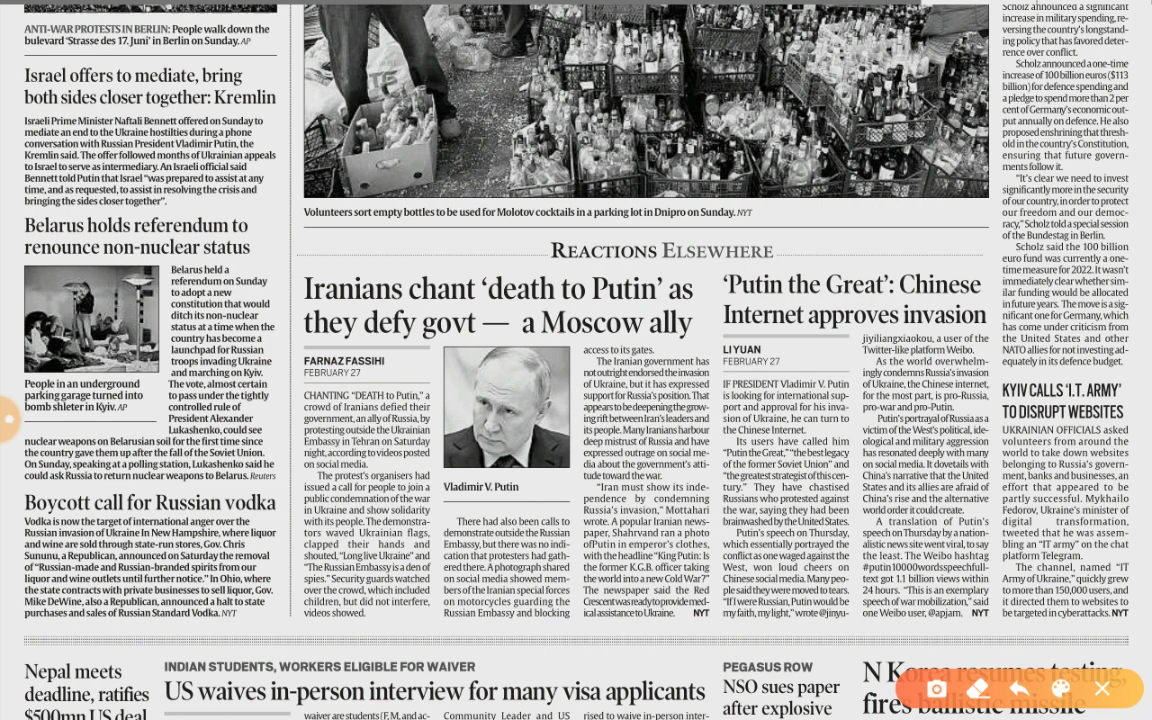 ANTI-WAR PROTESTS IN BERLIN: People walk down the
bulevard ‘Strasse des 17. Juni’ in Berlin on Sunday. AP
Israel offers to mediate, bring
both sides closer together: Kremlin
Israeli Prime Minister Naftali Bennett offered on Sunday to
mediate an end to the Ukraine hostilties during a phone
conversation with Russian President Vladimir Putin, the
Kremlin said. The offer followed months of Ukrainian appeals
to Israel to serve as intermediary. An Israeli official said
Bennett told Putin that Israel “was prepared to assist at any
time, and as requested, to assist in resolving the crisis and
bringing the sides closer together”.
Belarus holds referendum to
renounce non-nuclear status
Belarus held a
referendum on Sunday
to adopt a new
constitution that would
ditch its non-nuclear
status at a time when the
country has become a
launchpad for Russian
troops invading Ukraine
and marching on Kyiv.
The vote, almost certain
to pass under the tightly
controlled rule of
President Alexander
Lukashenko, could see
People in an underground
parking garage turned into
bomb shleter in Kyiv. AP
nuclear weapons on Belarusian soil for the first time since
the country gave them up after the fall of the Soviet Union.
On Sunday, speaking at a polling station, Lukashenko said he
could ask Russia to return nuclear weapons to Belarus. Reuters
Boycott call for Russian vodka
Vodka is now the target of international anger over the
Russian invasion of Ukraine In New Hampshire, where liquor
and wine are sold through state-run stores, Gov. Chris
Sununu, a Republican, announced on Saturday the removal
of “Russian-made and Russian-branded spirits from our
liquor and wine outlets until further notice.” In Ohio, where
the state contracts with private businesses to sell liquor, Gov.
Mike DeWine, also a Republican, announced a halt to state
purchases and sales of Russian Standard Vodka. NYT
Volunteers sort empty bottles to be used for Molotov cocktails in a parking lot in Dnipro on Sunday. NYT
REACTIONS ELSEWHERE
Iranians chant ‘death to Putin’ as
they defy govt — a Moscow ally
FARNAZ FASSIHI
FEBRUARY 27
CHANTING “DEATH to Putin,” a
crowd of Iranians defied their
government, an ally of Russia, by
protesting outside the Ukrainian
Embassy in Tehran on Saturday
night, according to videos posted
on social media.
The protest’s organisers had
issued a call for people to join a
public condemnation of the war
in Ukraine and show solidarity
with its people. The demonstra-
tors waved Ukrainian flags,
clapped their hands and
shouted, “Long live Ukraine” and
“The Russian Embassy is a den of
spies.” Security guards watched
over the crowd, which included
children, but did not interfere,
videos showed.
Vladimir V. Putin
There had also been calls to
demonstrate outside the Russian
Embassy, but there was no indi-
cation that protesters had gath-
ered there. A photograph shared
on social media showed mem-
bers of the Iranian special forces
on motorcycles guarding the
Russian Embassy and blocking
access to its gates.
The Iranian government has
not outright endorsed the invasion
of Ukraine, but it has expressed
support for Russia’s position. That
appears to be deepening the grow-
ing rift between Iran’s leaders and
its people. Many Iranians harbour
deep mistrust of Russia and have
expressed outrage on social me-
dia about the government’s atti-
tude toward the war.
“Iran must show its inde-
pendence by condemning
Russia’s invasion,” Mottahari
wrote. A popular Iranian news-
paper, Shahrvand ran a photo
ofPutin in emperor’s clothes,
with the headline “King Putin: Is
the former K.G.B. officer taking
the world into a new Cold War?”
The newspaper said the Red
Crescent was ready to provide med-
ical assistance to Ukraine. NYT
‘Putin the Great’: Chinese
Internet approves invasion
LI YUAN
FEBRUARY 27
IF PRESIDENT Vladimir V. Putin
is looking for international sup-
port and approval for his inva-
sion of Ukraine, he can turn to
the Chinese Internet.
Its users have called him
“Putin the Great,” “the best legacy
of the former Soviet Union” and
“the greatest strategist of this cen-
tury.” They have chastised
Russians who protested against
the war, saying they had been
brainwashed by the United States.
Putin’s speech on Thursday,
which essentially portrayed the
conflict as one waged against the
West, won loud cheers on
Chinese social media. Many peo-
ple said they were moved to tears.
“If I were Russian, Putin would be
my faith, my light,” wrote @jinyu-
jiyiliangxiaokou, a user of the
Twitter-like platform Weibo.
As the world overwhelm-
ingly condemns Russia’s invasion
of Ukraine, the Chinese internet,
for the most part, is pro-Russia,
pro-war and pro-Putin.
Putin’s portrayal of Russia as a
victim of the West’s political, ide-
ological and military aggression
has resonated deeply with many
on social media. It dovetails with
China’s narrative that the United
States and its allies are afraid of
China’s rise and the alternative
world order it could create.
A translation of Putin’s
speech on Thursday by a nation-
alistic news site went viral, to say
the least. The Weibo hashtag
#putin10000wordsspeechfull-
text got 1.1 billion views within
24 hours. “This is an exemplary
speech of war mobilization,” said
one Weibo user, @apjam. NYT
Scholz announced a significant
increase in military spending, re-
versing the country’s longstand-
ing policy that has favored deter-
rence over conflict.
Scholz announced a one-time
increase of 100 billion euros ($113
billion) for defence spending and
a pledge to spend more than 2 per
cent of Germany’s economic out-
put annually on defence. He also
proposed enshrining that thresh-
old in the country’s Constitution,
ensuring that future govern-
ments follow it.
“It’s clear we need to invest
significantly more in the security
of our country, in order to protect
our freedom and our democ-
racy,” Scholz told a special session
of the Bundestag in Berlin.
Scholz said the 100 billion
euro fund was currently a one-
time measure for 2022. It wasn’t
immediately clear whether sim-
ilar funding would be allocated
in future years. The move is a sig-
nificant one for Germany, which
has come under criticism from
the United States and other
NATO allies for not investing ad-
equately in its defence budget.
KYIV CALLS ‘I.T. ARMY’
TO DISRUPT WEBSITES
UKRAINIAN OFFICIALS asked
volunteers from around the
world to take down websites
belonging to Russia’s govern-
ment, banks and businesses, an
effort that appeared to be
partly successful. Mykhailo
Fedorov, Ukraine’s minister of
digital transformation,
tweeted that he was assem-
bling an “IT army” on the chat
platform Telegram.
The channel, named “IT
Army of Ukraine,” quickly grew
to more than 150,000 users, and
it directed them to websites to
be targeted in cyberattacks. NYT
Nepal meets
deadline, ratifies
$500mn US deal
INDIAN STUDENTS, WORKERS ELIGIBLE FOR WAIVER
US waives in-person interview for many visa applicants
waiver are students (F, M, and ac-
Community Leader and US
rised to waive in-person inter-
PEGASUS ROW
NSO sues paper
after explosive
N Korea resumes testing,
fires ballistic missile